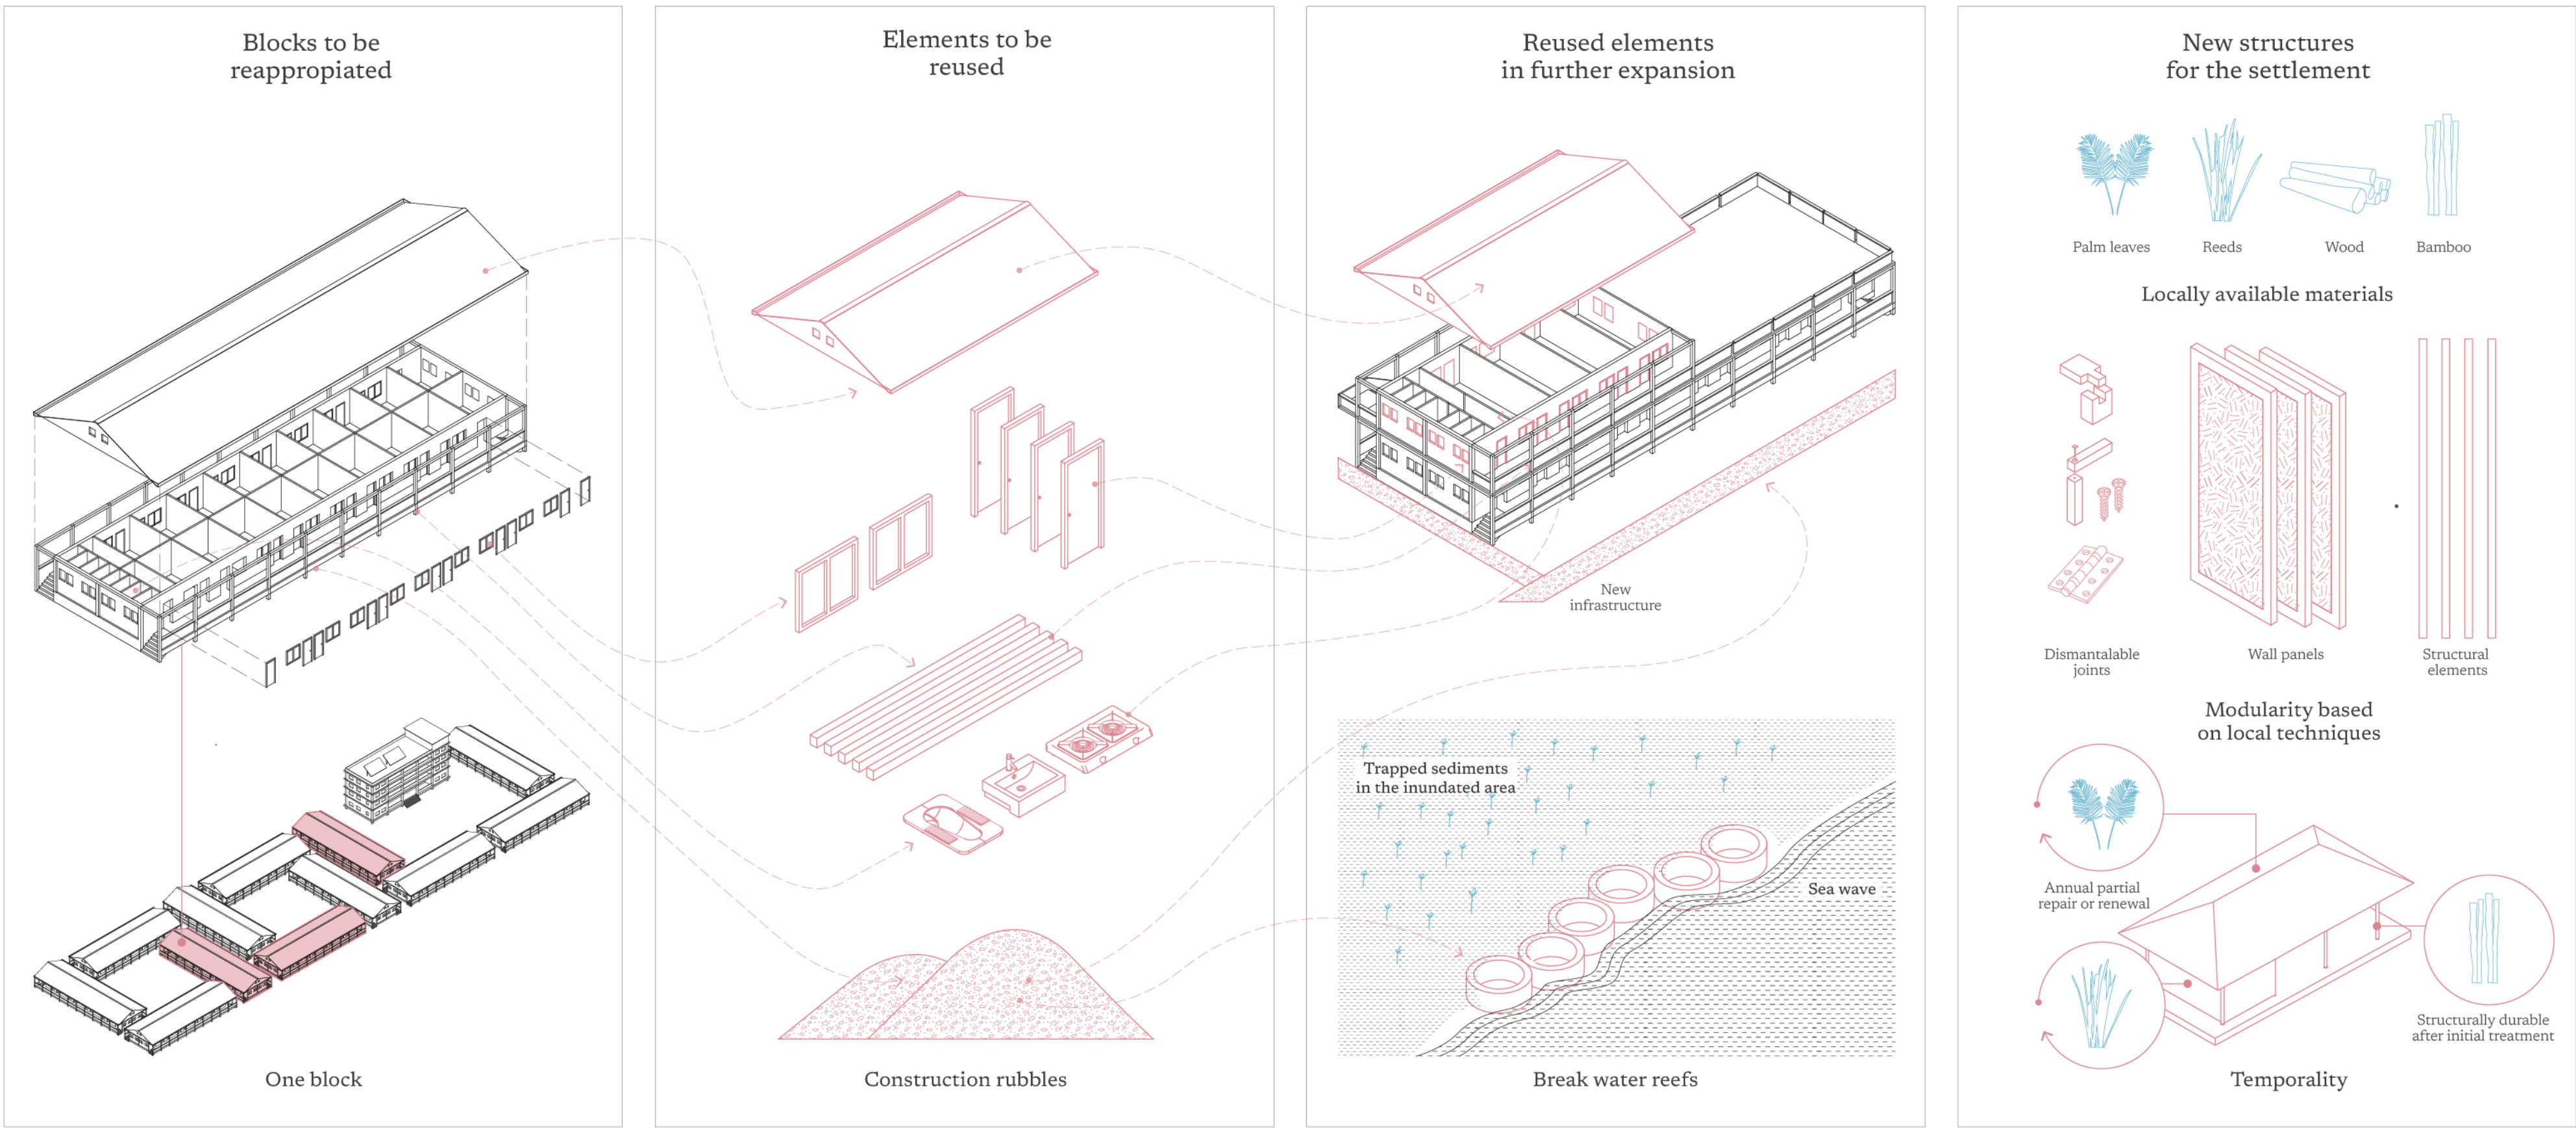 Blocks to be
reappropiated
One block
Elements to be
reused
Construction rubbles
Reused elements
in further expansion
New
infrastructure
Trapped sediments
in the inundated area
Sea wave
Break water reefs
New structures
for the settlement
Palm leaves
Reeds
Wood
Bamboo
Locally available materials
Dismantalable
joints
Wall panels
Structural
elements
Modularity based
on local techniques
Annual partial
repair or renewal
Structurally durable
after initial treatment
Temporality